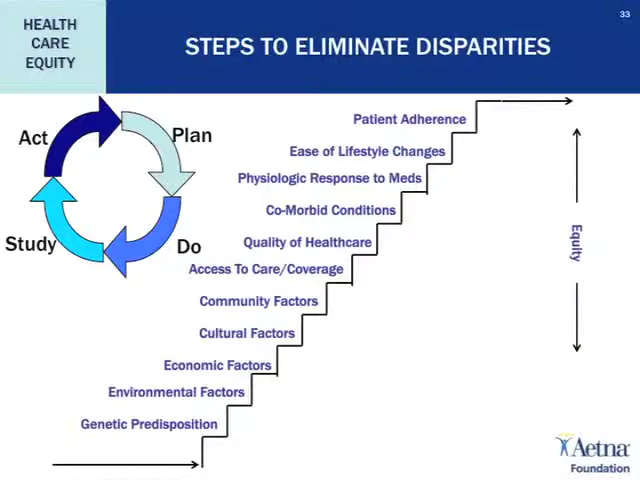 HEALTH
CARE
EQUITY
STEPS TO ELIMINATE DISPARITIES
33
Act
Plan
Study
Do
Patient Adherence
Ease of Lifestyle Changes
Physiologic Response to Meds
Co-Morbid Conditions
Quality of Healthcare
Access To Care/Coverage
Community Factors
Cultural Factors
Economic Factors
Environmental Factors
Genetic Predisposition
Equity
Aetna
Foundation